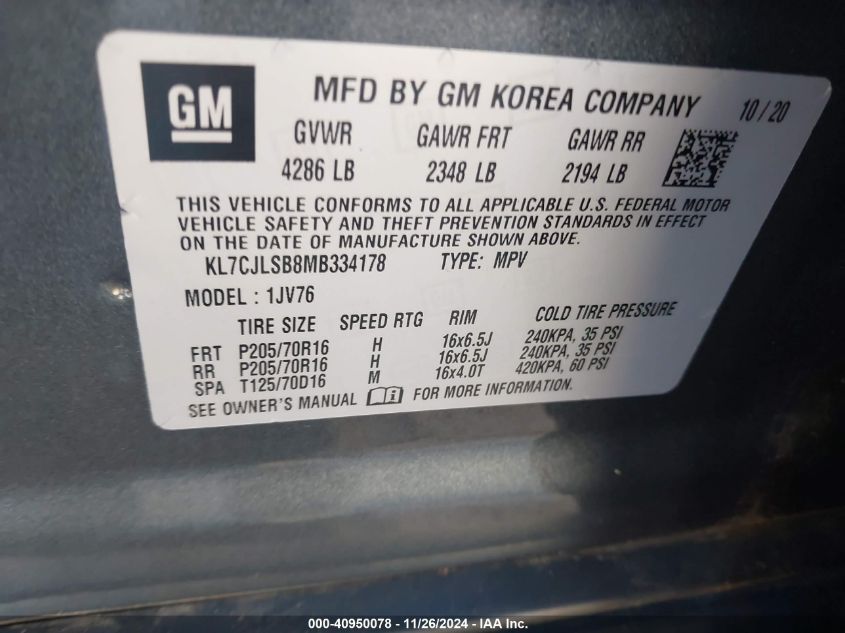 GM
MFD BY GM KOREA COMPANY 10/20
GVWR GAWR FRT GAWR RR
4286 LB 2348 LB 2194 LB
THIS VEHICLE CONFORMS TO ALL APPLICABLE U.S. FEDERAL MOTOR
VEHICLE SAFETY AND THEFT PREVENTION STANDARDS IN EFFECT
ON THE DATE OF MANUFACTURE SHOWN ABOVE.
KL7CJLSB8MB334178 TYPE: MPV
MODEL : 1JV76
TIRE SIZE SPEED RTG RIM COLD TIRE PRESSURE
FRT P205/70R16 H 16x6.5J 240KPA, 35 PSI
RR P205/70R16 H 16x6.5J 240KPA, 35 PSI
SPA T125/70D16 M 16x4.0T 420KPA, 60 PSI
SEE OWNER'S MANUAL FOR MORE INFORMATION.
000-40950078 - 11/26/2024 - IAA Inc.